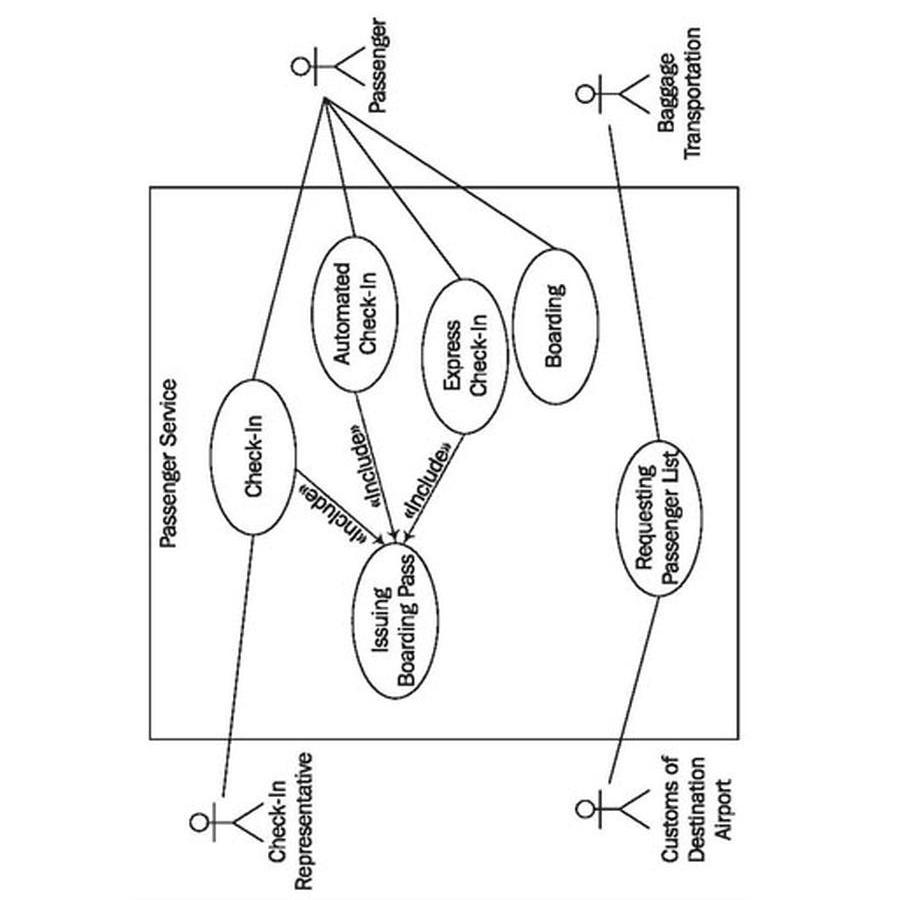 Passenger Service
Check-In
Representative
Check-In
Passenger
«Include»
Automated
Check-In
«Include»
Issuing
Boarding Pass
«Include»
Express
Check-In
Boarding
Customs of
Destination
Airport
Requesting
Passenger List
Baggage
Transportation